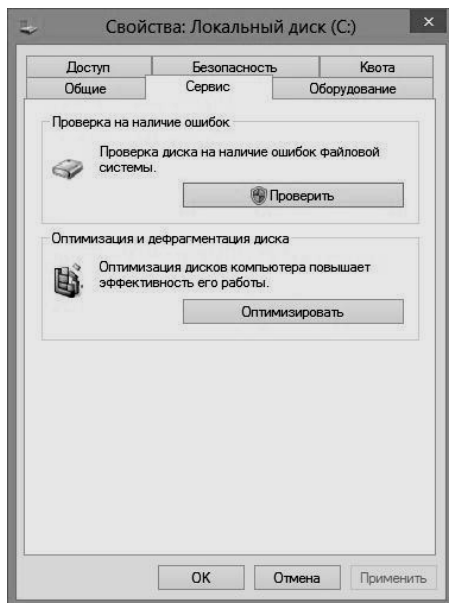 Свойства: Локальный диск (C:)
Доступ Безопасность Квота
Общие Сервис Оборудование
Проверка на наличие ошибок
Проверка диска на наличие ошибок файловой
системы.
Проверить
Оптимизация и дефрагментация диска
Оптимизация дисков компьютера повышает
эффективность его работы.
Оптимизировать
OK Отмена Применить